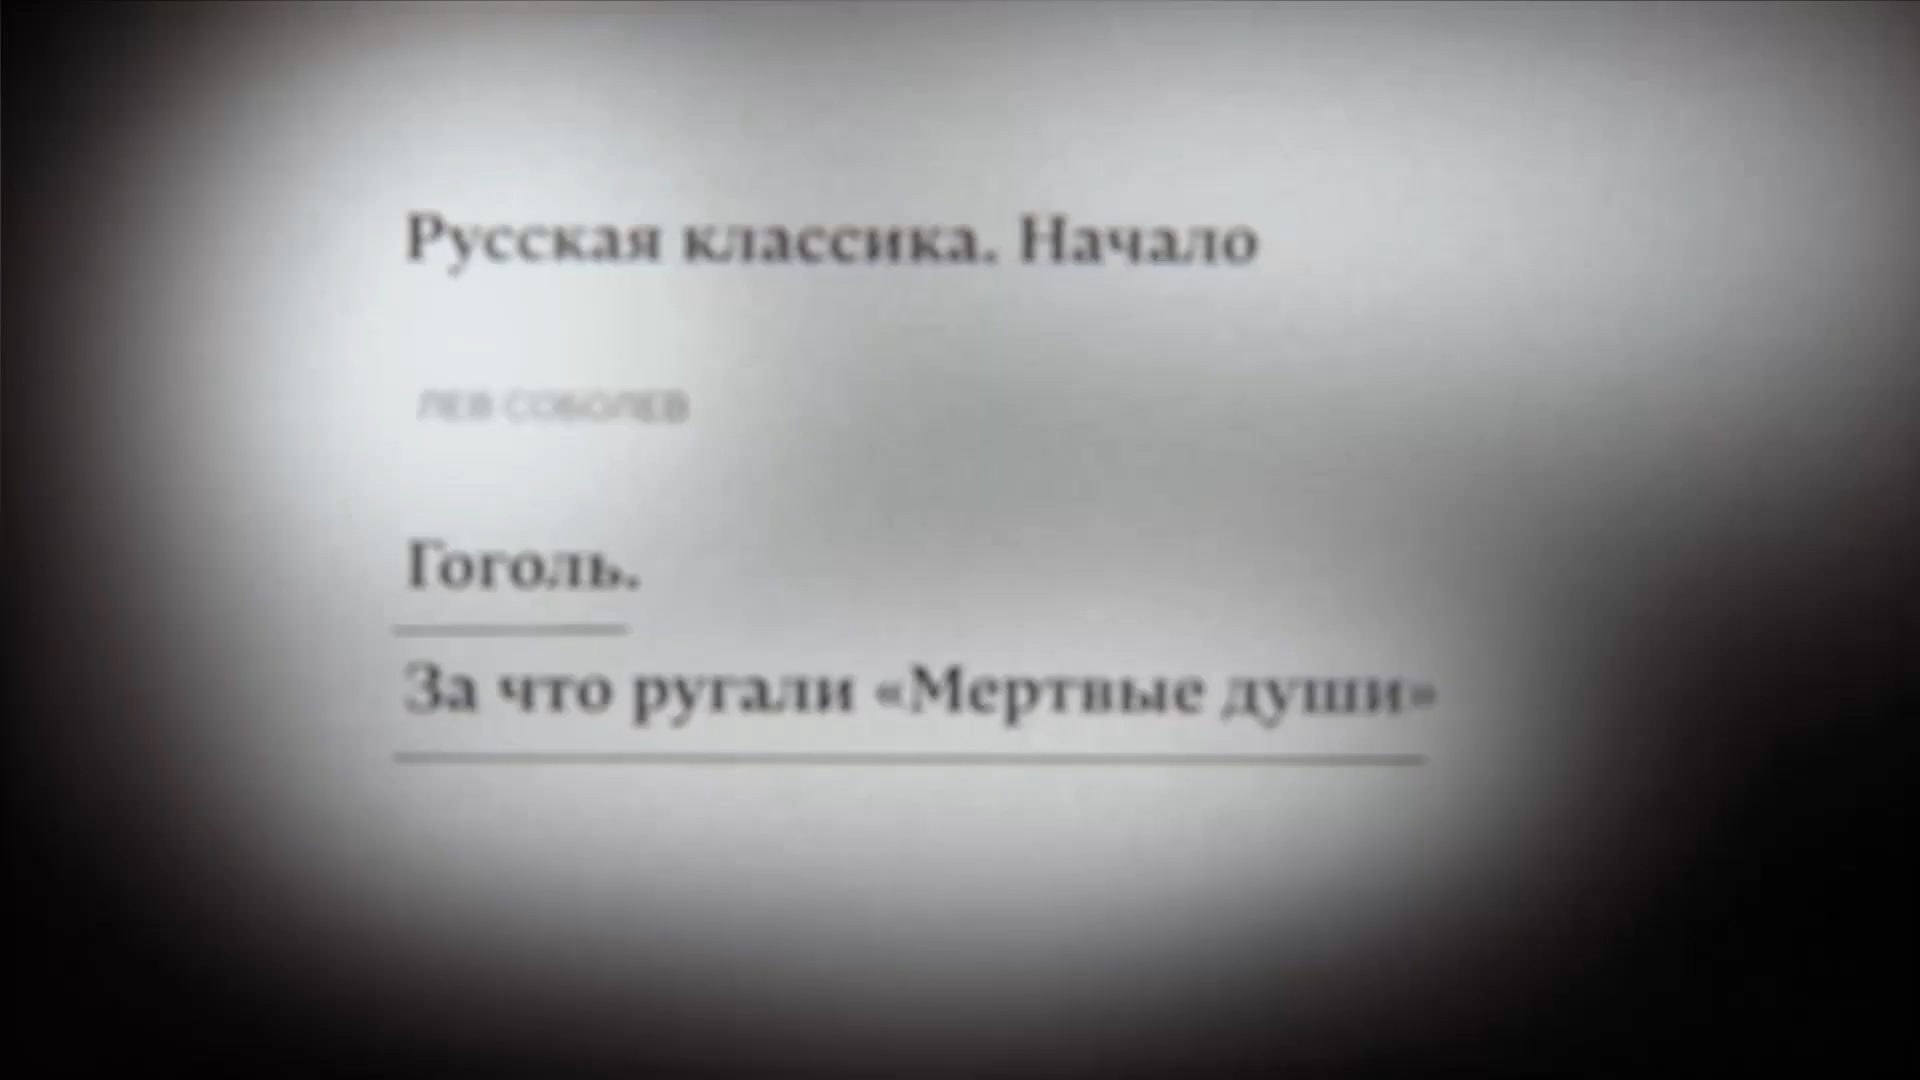 Русская классика. Начало
ЛЕВ СОБОЛЕВ
Гоголь.
За что ругали «Мертвые души»